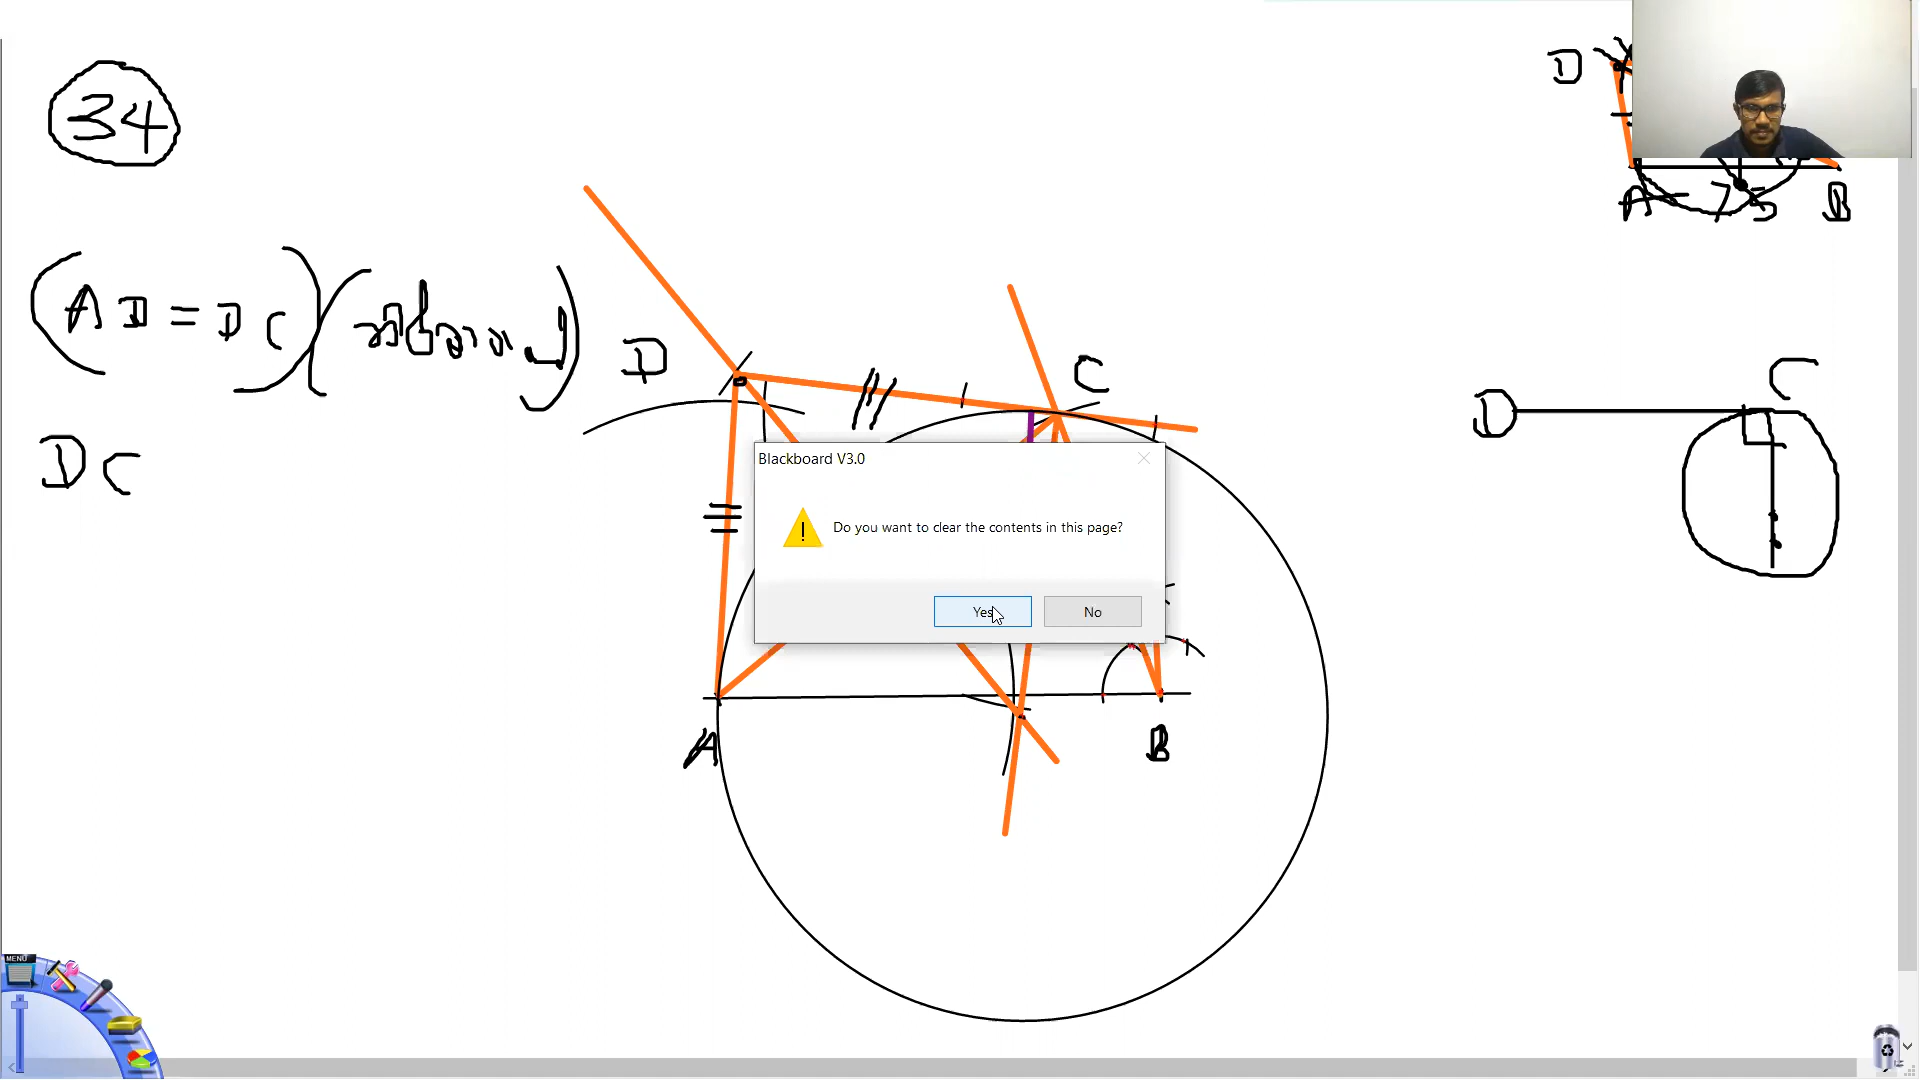 34
D
A 75 B
(AD = DC)
D
C
D C
DC
Blackboard V3.0
Do you want to clear the contents in this page?
Yes No
A B
MENU